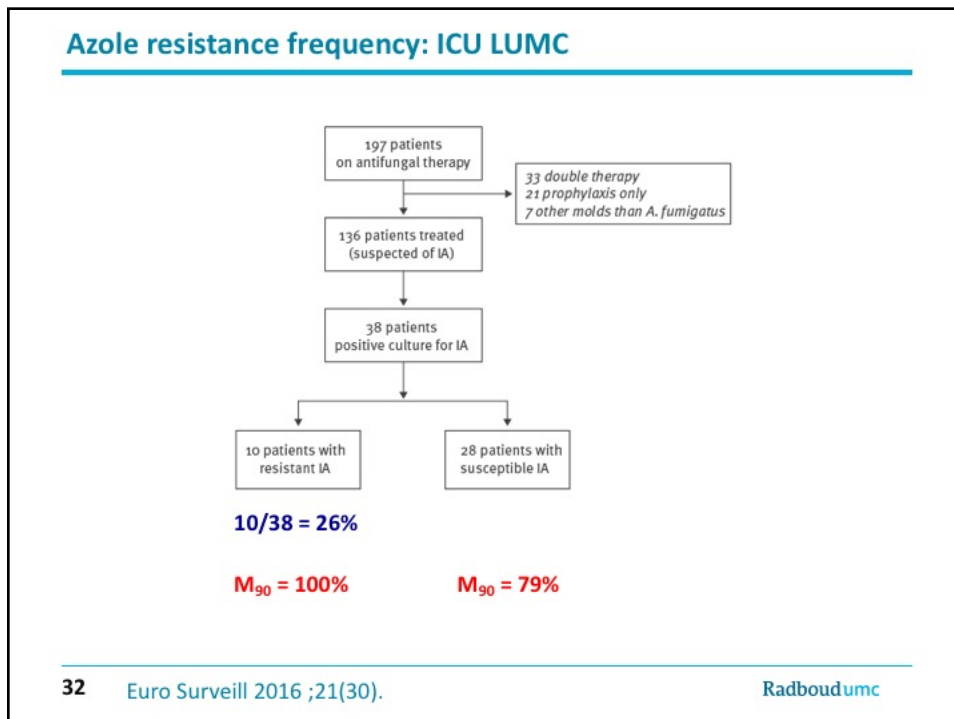 Azole resistance frequency: ICU LUMC
197 patients
on antifungal therapy
33 double therapy
21 prophylaxis only
7 other molds than A. fumigatus
136 patients treated
(suspected of IA)
38 patients
positive culture for IA
10 patients with
resistant IA
28 patients with
susceptible IA
10/38 = 26%
M₉₀ = 100%
M₉₀ = 79%
32
Euro Surveill 2016 ;21(30).
Radboudumc